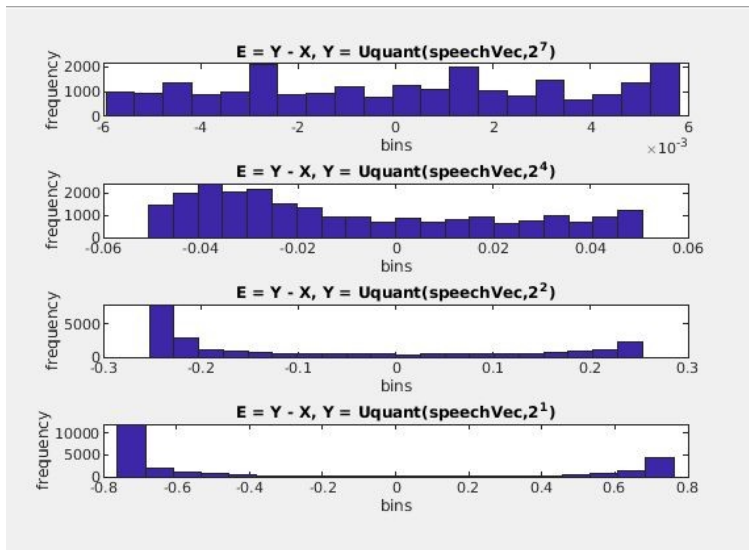 E = Y - X, Y = Uquant(speechVec,2^7)
frequency
2000
1000
0
-6 -4 -2 0 2 4 6
bins
×10^-3
E = Y - X, Y = Uquant(speechVec,2^4)
frequency
2000
1000
0
-0.06 -0.04 -0.02 0 0.02 0.04 0.06
bins
E = Y - X, Y = Uquant(speechVec,2^2)
frequency
5000
0
-0.3 -0.2 -0.1 0 0.1 0.2 0.3
bins
E = Y - X, Y = Uquant(speechVec,2^1)
frequency
10000
5000
0
-0.8 -0.6 -0.4 -0.2 0 0.2 0.4 0.6 0.8
bins